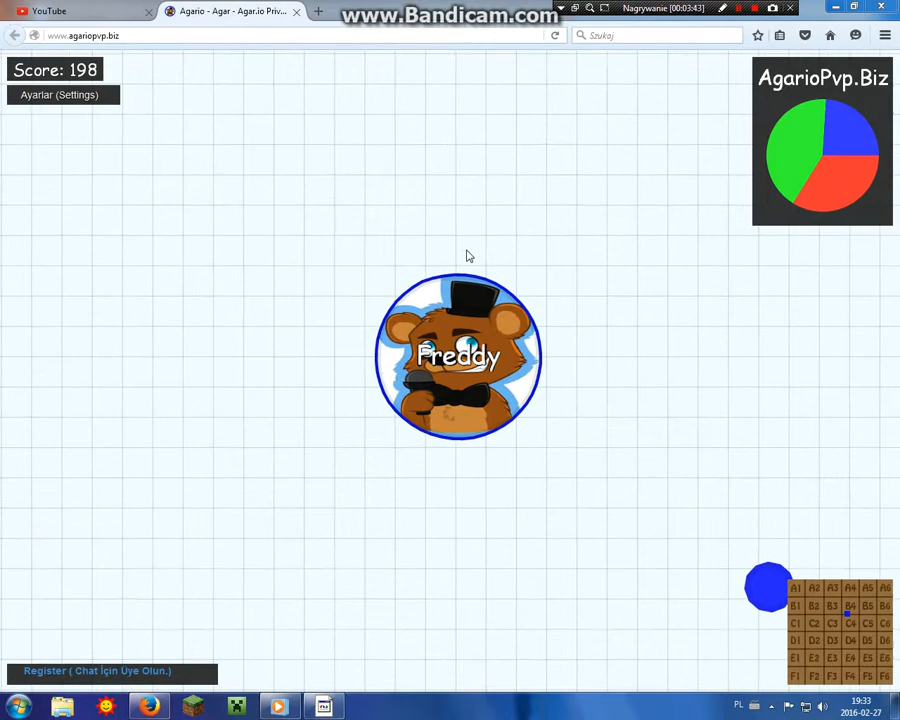 www.Bandicam.com
Nagrywanie [00:03:43]
YouTube
Agario - Agar - Agar.io Priv...
www.agariopvp.biz
Szukaj
Score: 198
Ayarlar (Settings)
AgarioPvp.Biz
Freddy
A1 A2 A3 A4 A5 A6
B1 B2 B3 B4 B5 B6
C1 C2 C3 C4 C5 C6
D1 D2 D3 D4 D5 D6
E1 E2 E3 E4 E5 E6
F1 F2 F3 F4 F5 F6
Register ( Chat İçin Üye Olun.)
PL
19:33
2016-02-27